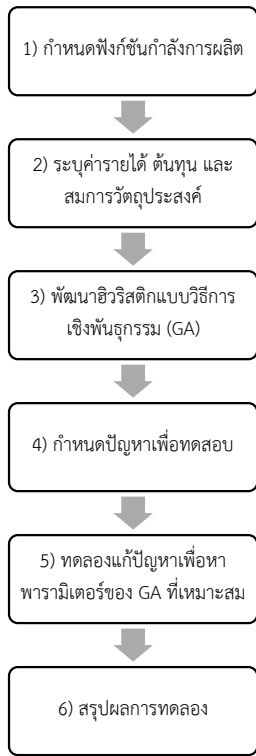 1) กำหนดฟังก์ชันกำลังการผลิต
2) ระบุค่ารายได้ ต้นทุน และ
สมการวัตถุประสงค์
3) พัฒนาฮิวริสติกแบบวิธีการ
เชิงพันธุกรรม (GA)
4) กำหนดปัญหาเพื่อทดสอบ
5) ทดลองแก้ปัญหาเพื่อหา
พารามิเตอร์ของ GA ที่เหมาะสม
6) สรุปผลการทดลอง